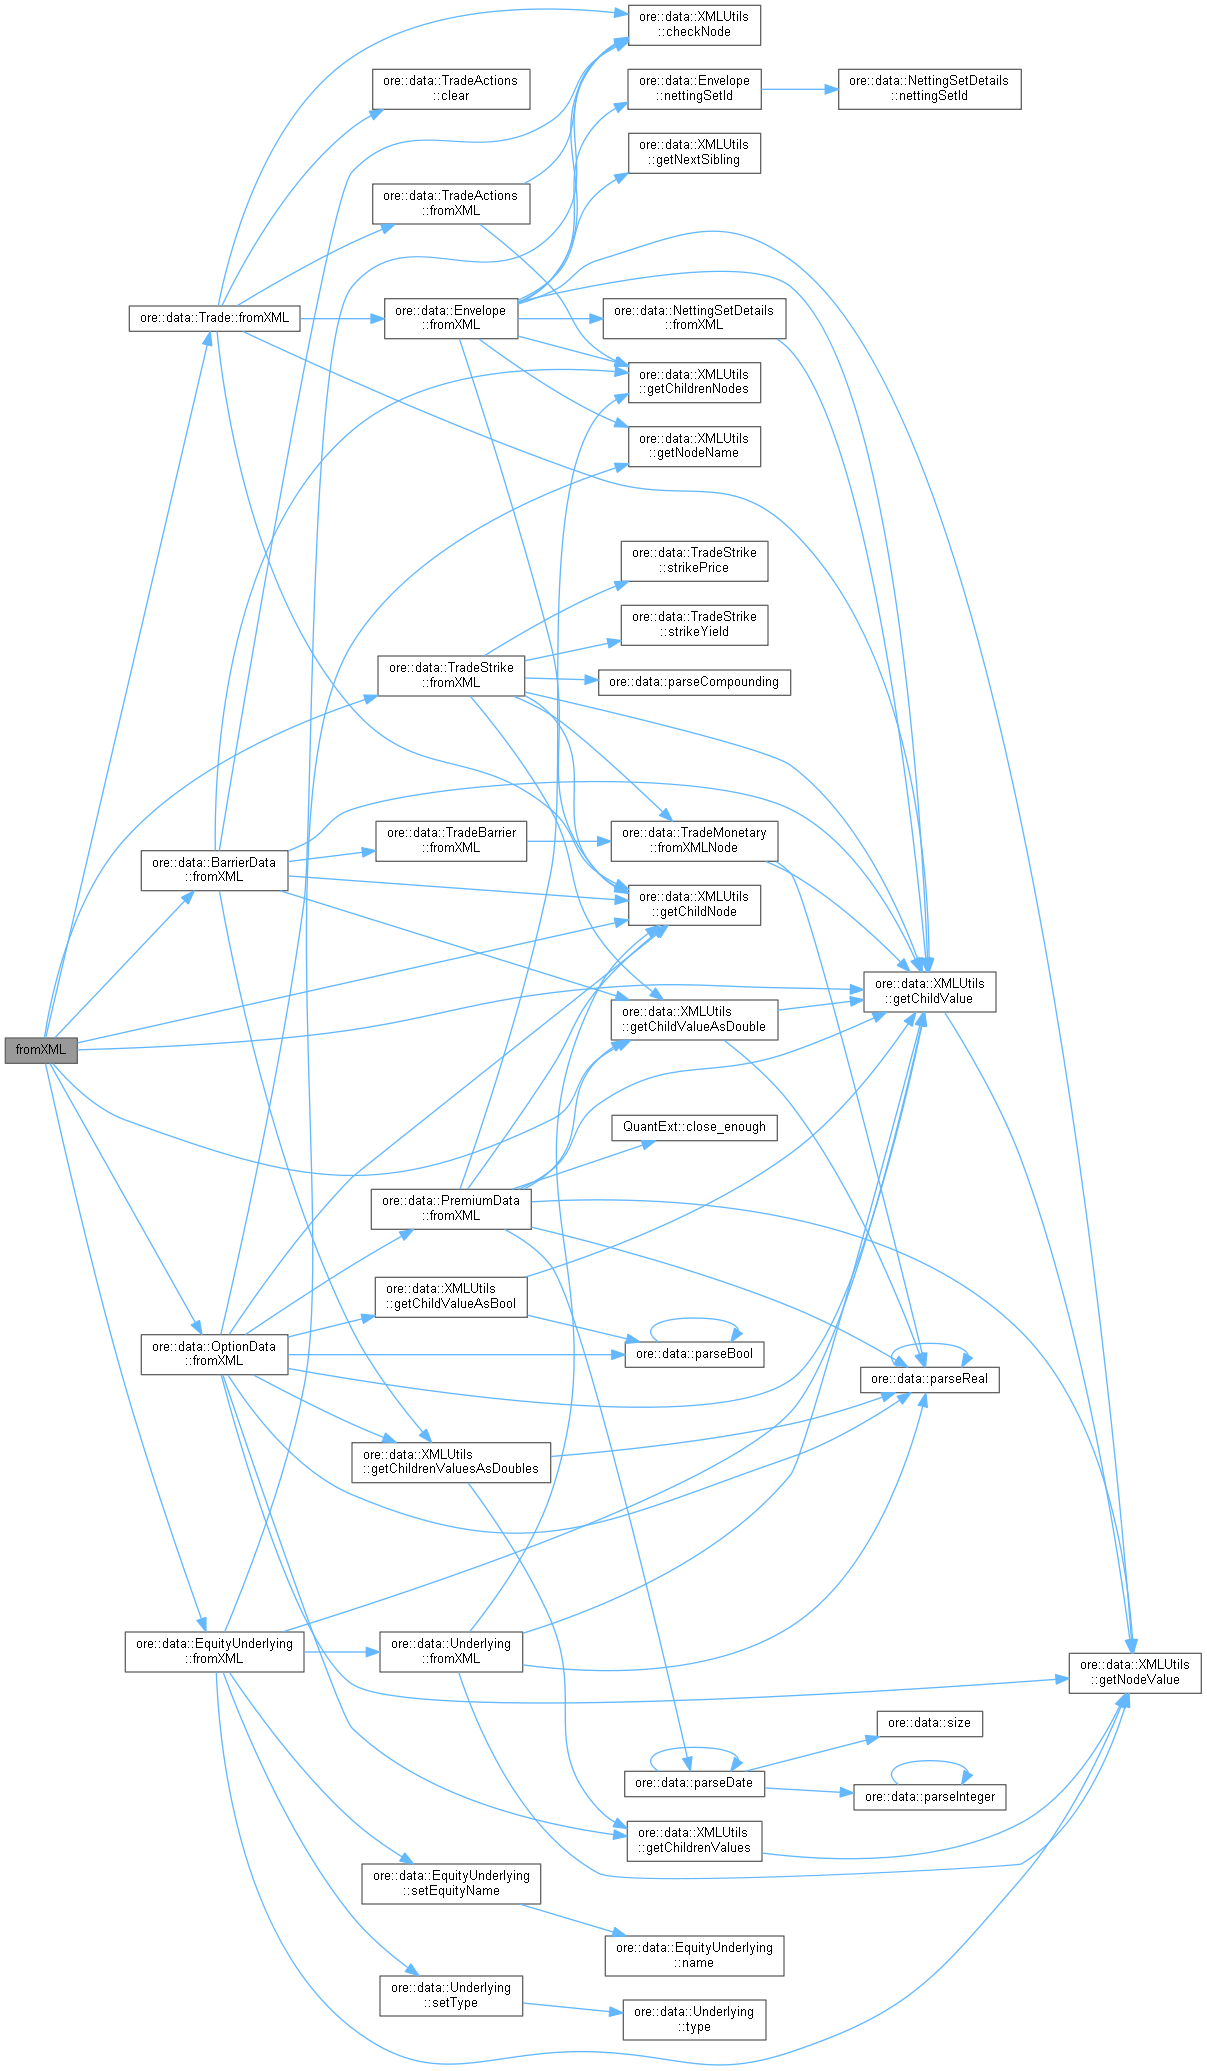 ore::data::XMLUtils
::checkNode
ore::data::TradeActions
::clear
ore::data::Envelope
::nettingSetId
ore::data::NettingSetDetails
::nettingSetId
ore::data::XMLUtils
::getNextSibling
ore::data::TradeActions
::fromXML
ore::data::Trade::fromXML
ore::data::Envelope
::fromXML
ore::data::NettingSetDetails
::fromXML
ore::data::XMLUtils
::getChildrenNodes
ore::data::XMLUtils
::getNodeName
ore::data::TradeStrike
::strikePrice
ore::data::TradeStrike
::strikeYield
ore::data::TradeStrike
::fromXML
ore::data::parseCompounding
ore::data::BarrierData
::fromXML
ore::data::TradeBarrier
::fromXML
ore::data::TradeMonetary
::fromXMLNode
ore::data::XMLUtils
::getChildNode
ore::data::XMLUtils
::getChildValue
ore::data::XMLUtils
::getChildValueAsDouble
fromXML
QuantExt::close_enough
ore::data::PremiumData
::fromXML
ore::data::XMLUtils
::getChildValueAsBool
ore::data::OptionData
::fromXML
ore::data::parseBool
ore::data::parseReal
ore::data::XMLUtils
::getChildrenValuesAsDoubles
ore::data::EquityUnderlying
::fromXML
ore::data::Underlying
::fromXML
ore::data::XMLUtils
::getNodeValue
ore::data::size
ore::data::parseDate
ore::data::parseInteger
ore::data::XMLUtils
::getChildrenValues
ore::data::EquityUnderlying
::setEquityName
ore::data::EquityUnderlying
::name
ore::data::Underlying
::setType
ore::data::Underlying
::type